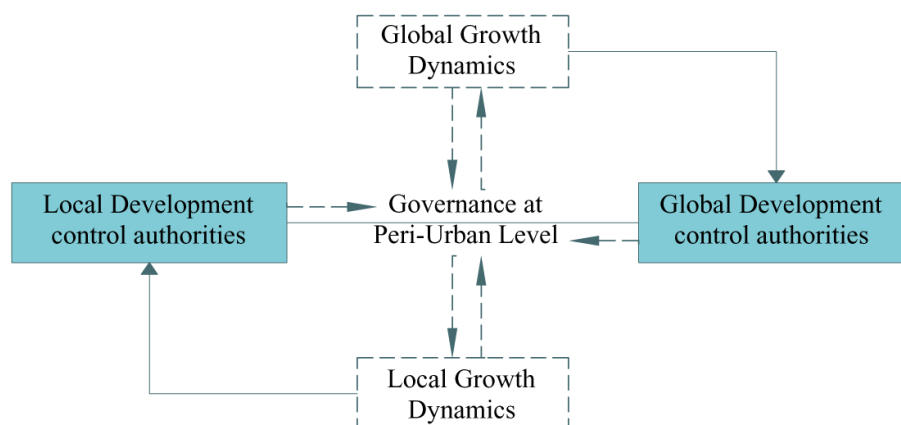 Global Growth
Dynamics
Local Development
control authorities
Governance at
Peri-Urban Level
Global Development
control authorities
Local Growth
Dynamics